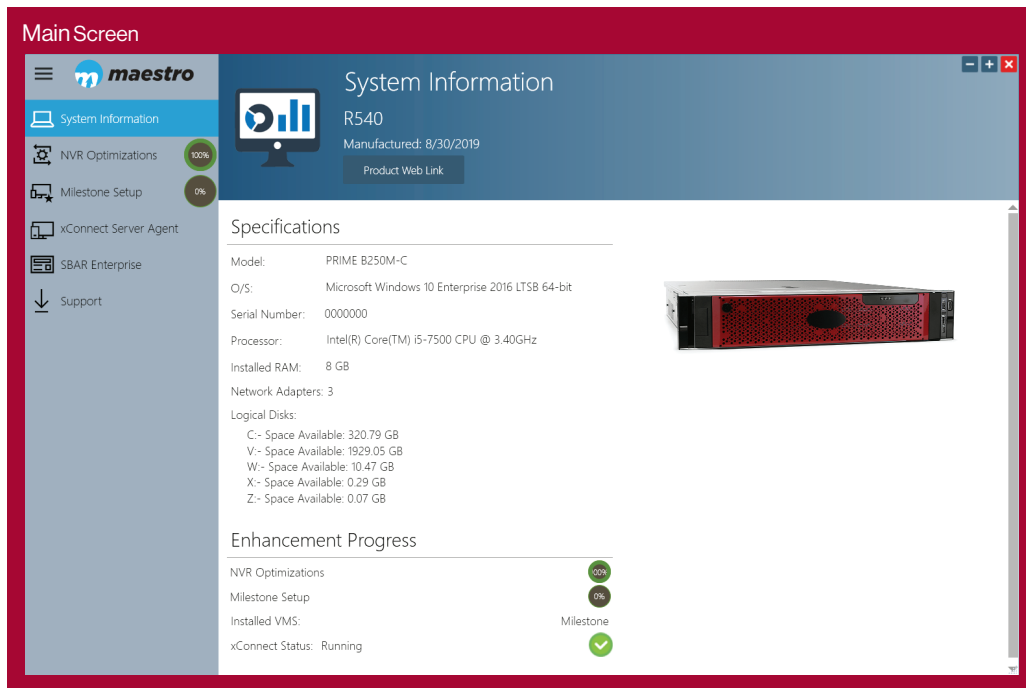 Main Screen
maestro
System Information
NVR Optimizations 100%
Milestone Setup 0%
xConnect Server Agent
SBAR Enterprise
Support
System Information
R540
Manufactured: 8/30/2019
Product Web Link
Specifications
Model: PRIME B250M-C
O/S: Microsoft Windows 10 Enterprise 2016 LTSB 64-bit
Serial Number: 0000000
Processor: Intel(R) Core(TM) i5-7500 CPU @ 3.40GHz
Installed RAM: 8 GB
Network Adapters: 3
Logical Disks:
C:- Space Available: 320.79 GB
V:- Space Available: 1929.05 GB
W:- Space Available: 10.47 GB
X:- Space Available: 0.29 GB
Z:- Space Available: 0.07 GB
Enhancement Progress
NVR Optimizations 100%
Milestone Setup 0%
Installed VMS: Milestone
xConnect Status: Running